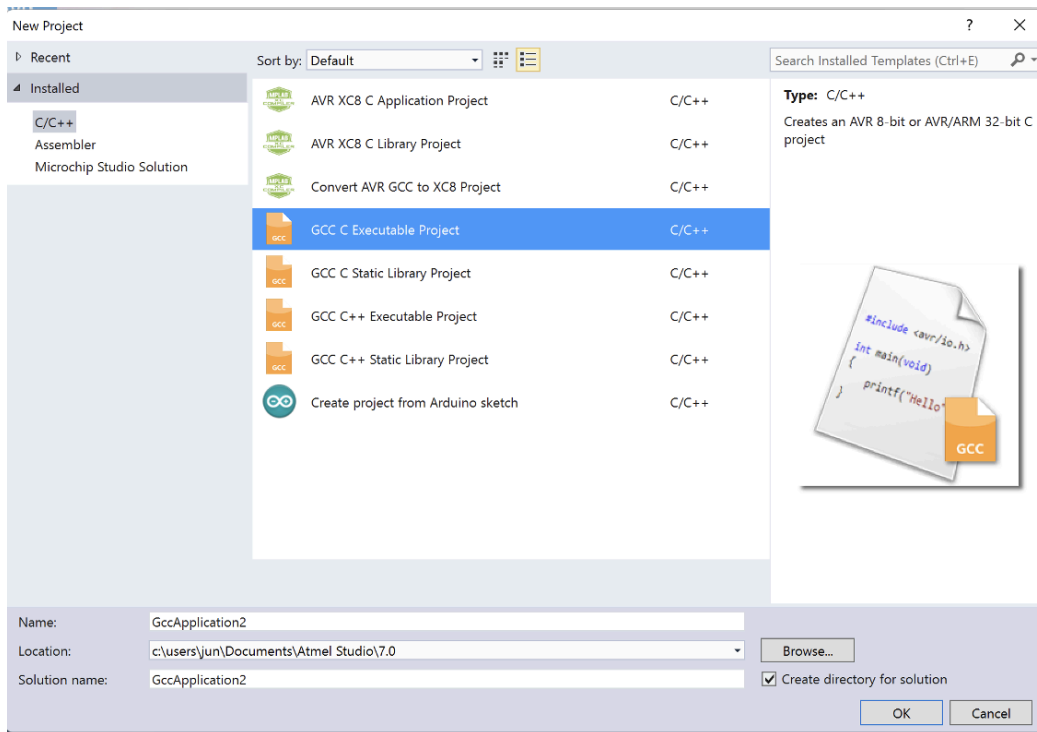 New Project
?
Recent
Sort by: Default
Search Installed Templates (Ctrl+E)
Installed
C/C++
Assembler
Microchip Studio Solution
AVR XC8 C Application Project C/C++
AVR XC8 C Library Project C/C++
Convert AVR GCC to XC8 Project C/C++
GCC
GCC C Executable Project C/C++
GCC
GCC C Static Library Project C/C++
GCC
GCC C++ Executable Project C/C++
GCC
GCC C++ Static Library Project C/C++
Create project from Arduino sketch C/C++
Type: C/C++
Creates an AVR 8-bit or AVR/ARM 32-bit C
project
#include <avr/io.h>
int main(void)
{
printf("Hello"
}
GCC
Name: GccApplication2
Location: c:\users\jun\Documents\Atmel Studio\7.0
Browse...
Solution name: GccApplication2
Create directory for solution
OK Cancel